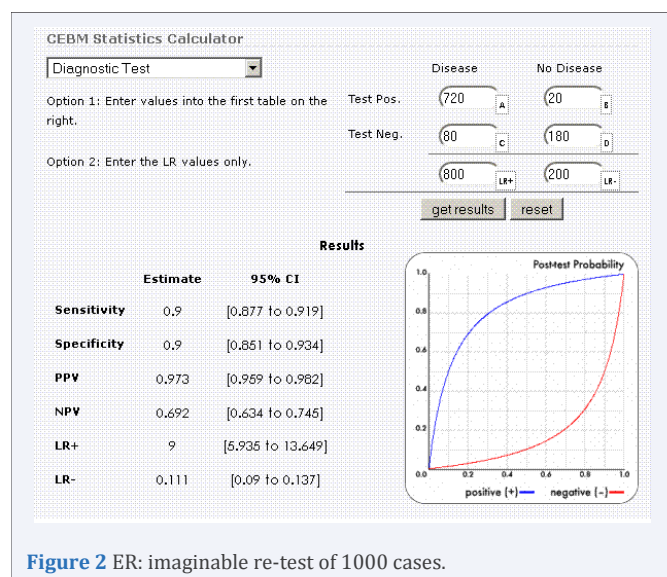 CEBM Statistics Calculator
Diagnostic Test
Disease No Disease
Option 1: Enter values into the first table on the
right.
Test Pos. 720 A 20 B
Test Neg. 80 C 180 D
Option 2: Enter the LR values only.
800 LR+ 200 LR-
get results reset
Results
Estimate 95% CI
Sensitivity 0.9 [0.877 to 0.919]
Specificity 0.9 [0.851 to 0.934]
PPV 0.973 [0.959 to 0.982]
NPV 0.692 [0.634 to 0.745]
LR+ 9 [5.935 to 13.649]
LR- 0.111 [0.09 to 0.137]
Post-test Probability
1.0
0.8
0.6
0.4
0.2
0.0 0.2 0.4 0.6 0.8 1.0
positive (+) negative (-)
Figure 2 ER: imaginable re-test of 1000 cases.